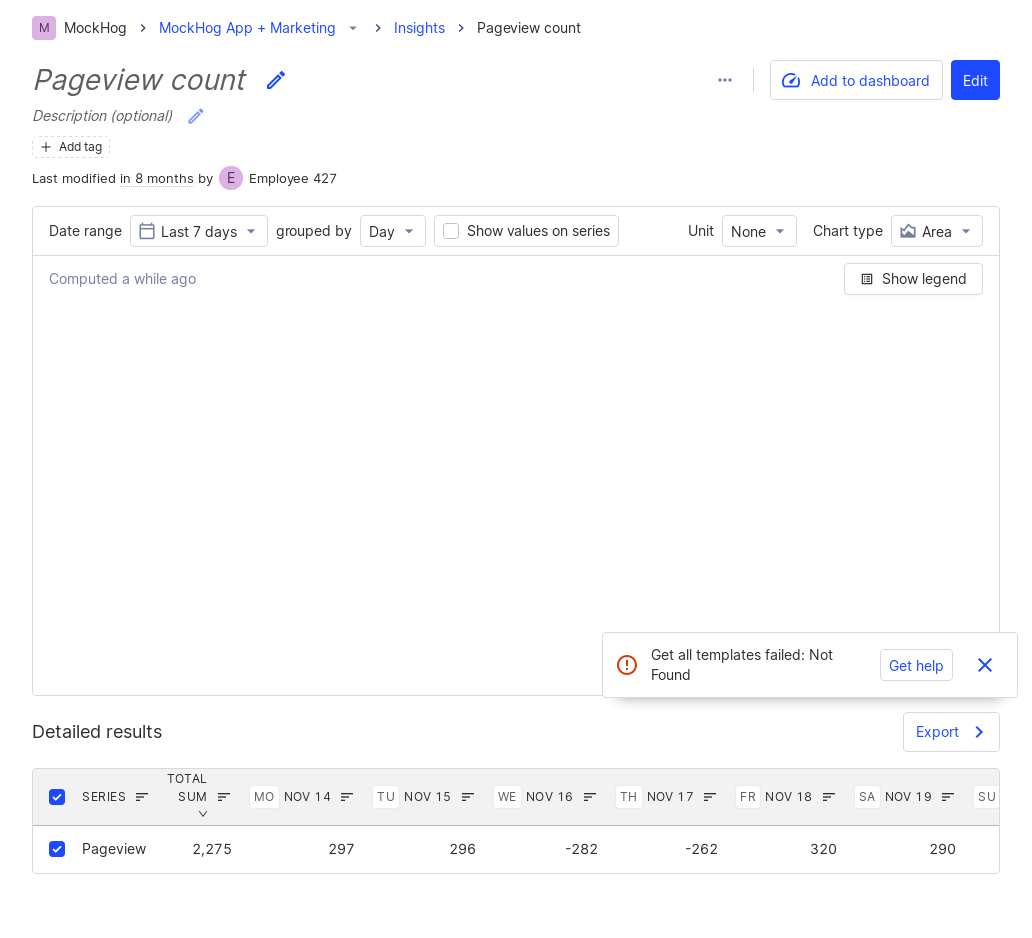 M MockHog MockHog App + Marketing Insights Pageview count
Pageview count
Add to dashboard Edit
Description (optional)
Add tag
Last modified in 8 months by E Employee 427
Date range Last 7 days grouped by Day Show values on series Unit None Chart type Area
Computed a while ago Show legend
Get all templates failed: Not
Found
Get help
Detailed results Export
SERIES TOTAL
SUM MO NOV 14 TU NOV 15 WE NOV 16 TH NOV 17 FR NOV 18 SA NOV 19 SU
Pageview 2,275 297 296 -282 -262 320 290